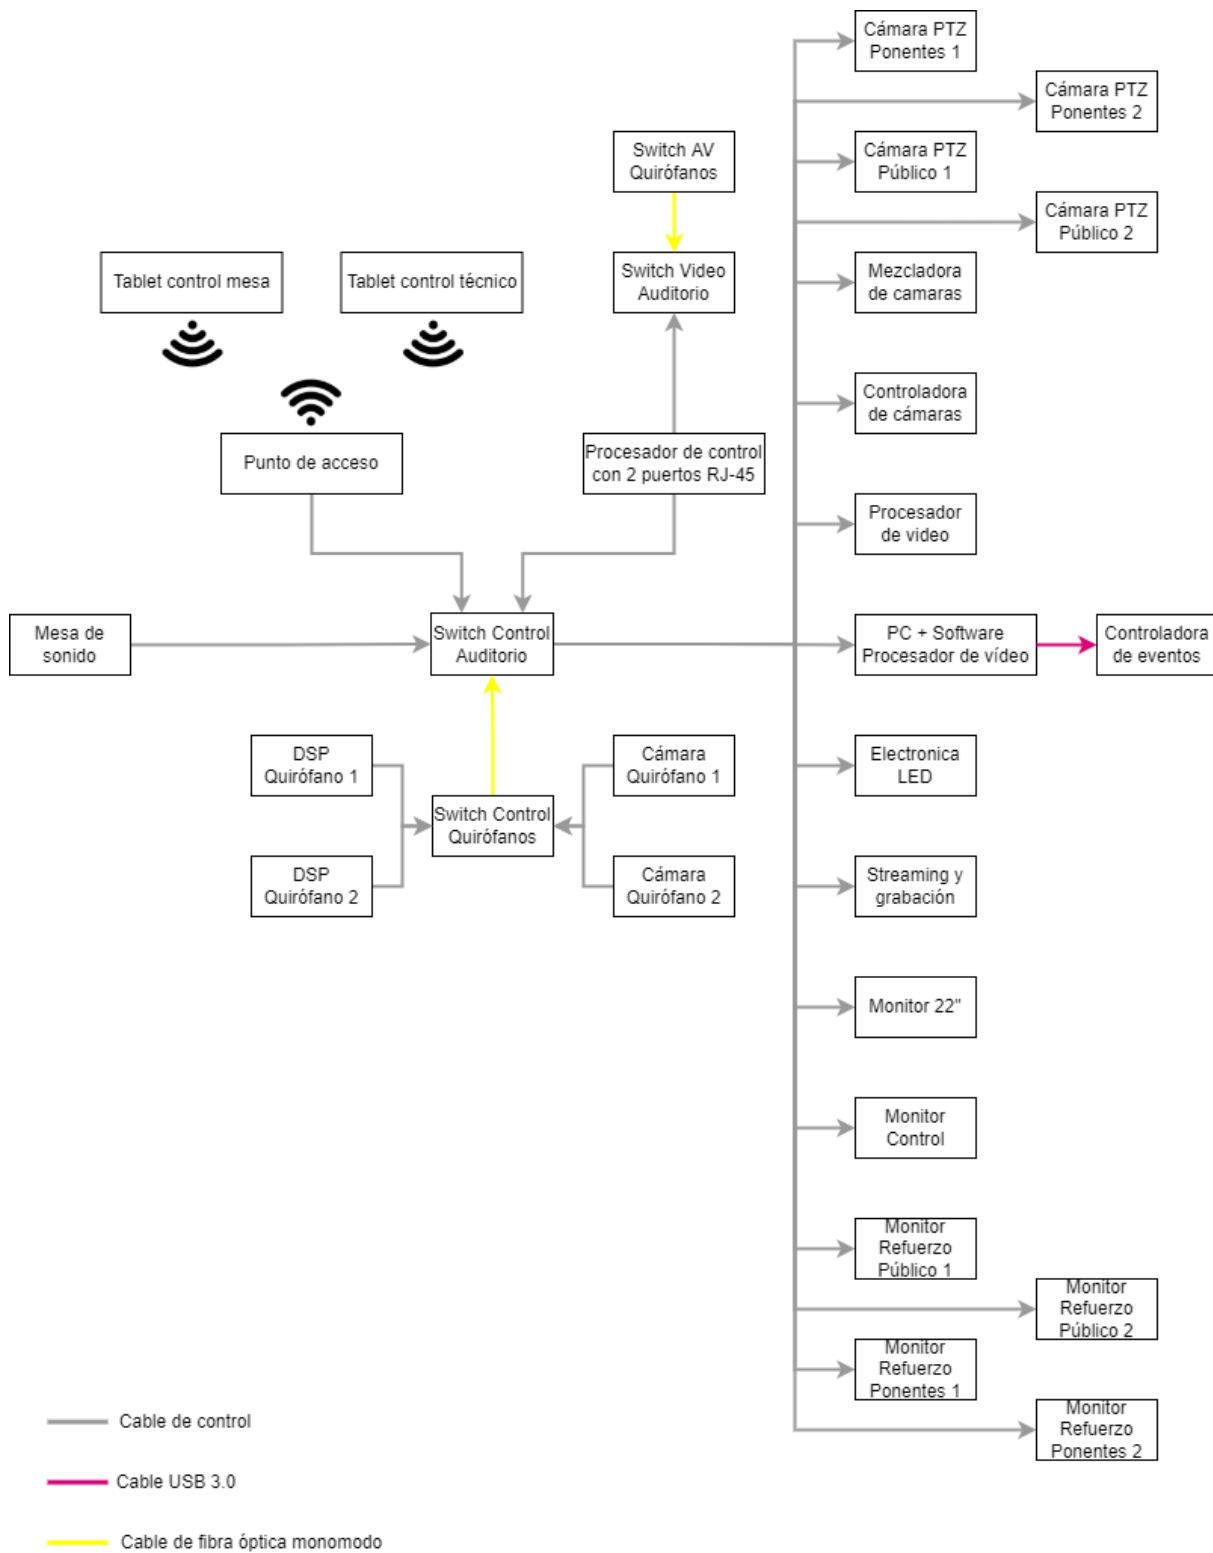 Cámara PTZ
Ponentes 1
Cámara PTZ
Ponentes 2
Switch AV
Quirófanos
Cámara PTZ
Público 1
Cámara PTZ
Público 2
Tablet control mesa
Tablet control técnico
Switch Video
Auditorio
Mezcladora
de camaras
Controladora
de cámaras
Punto de acceso
Procesador de control
con 2 puertos RJ-45
Procesador
de video
Mesa de
sonido
Switch Control
Auditorio
PC + Software
Procesador de vídeo
Controladora
de eventos
DSP
Quirófano 1
Cámara
Quirófano 1
Electronica
LED
Switch Control
Quirófanos
DSP
Quirófano 2
Cámara
Quirófano 2
Streaming y
grabación
Monitor 22"
Monitor
Control
Monitor
Refuerzo
Público 1
Monitor
Refuerzo
Público 2
Monitor
Refuerzo
Ponentes 1
Monitor
Refuerzo
Ponentes 2
Cable de control
Cable USB 3.0
Cable de fibra óptica monomodo